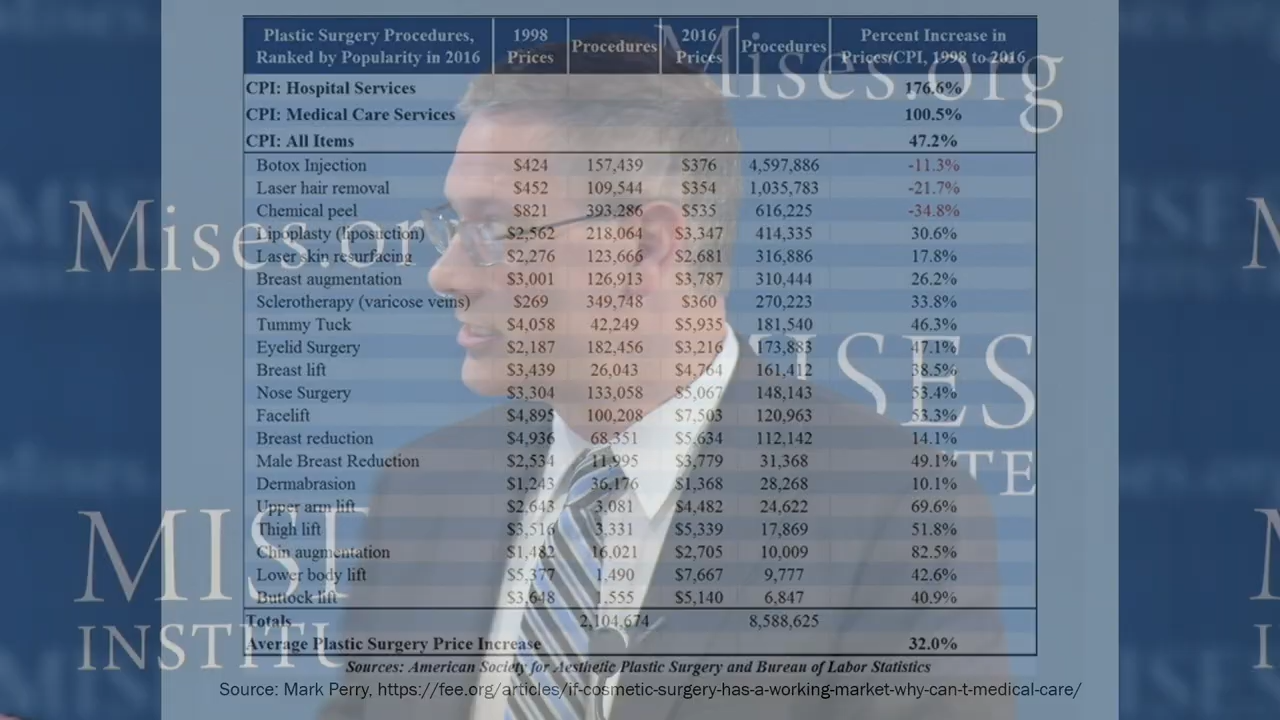 Plastic Surgery Procedures, Ranked by Popularity in 2016 | 1998 Prices | Procedures | 2016 Prices | Procedures | Percent Increase in Prices/CPI, 1998 to 2016
CPI: Hospital Services 176.6%
CPI: Medical Care Services 100.5%
CPI: All Items 47.2%
Botox Injection $424 157,439 $376 4,597,886 -11.3%
Laser hair removal $452 109,544 $354 1,035,783 -21.7%
Chemical peel $821 393,286 $535 616,225 -34.8%
Lipoplasty (liposuction) $2,562 218,064 $3,347 414,335 30.6%
Laser skin resurfacing $2,276 123,666 $2,681 316,886 17.8%
Breast augmentation $3,001 126,913 $3,787 310,444 26.2%
Sclerotherapy (varicose veins) $269 349,748 $360 270,223 33.8%
Tummy Tuck $4,058 42,249 $5,935 181,540 46.3%
Eyelid Surgery $2,187 182,456 $3,216 173,883 47.1%
Breast lift $3,439 26,043 $4,764 161,412 38.5%
Nose Surgery $3,304 133,058 $5,067 148,143 53.4%
Facelift $4,895 100,208 $7,503 120,963 53.3%
Breast reduction $4,936 68,351 $5,634 112,142 14.1%
Male Breast Reduction $2,534 11,995 $3,779 31,368 49.1%
Dermabrasion $1,243 36,176 $1,368 28,268 10.1%
Upper arm lift $2,643 3,081 $4,482 24,622 69.6%
Thigh lift $3,516 3,331 $5,339 17,869 51.8%
Chin augmentation $1,482 16,021 $2,705 10,009 82.5%
Lower body lift $5,377 1,490 $7,667 9,777 42.6%
Buttock lift $3,648 1,555 $5,140 6,847 40.9%
Totals 2,104,674 8,588,625
Average Plastic Surgery Price Increase 32.0%
Sources: American Society for Aesthetic Plastic Surgery and Bureau of Labor Statistics
Source: Mark Perry, https://fee.org/articles/if-cosmetic-surgery-has-a-working-market-why-can-t-medical-care/
Mises.org
Mises.org
MISES
TE
MISE
INSTITU